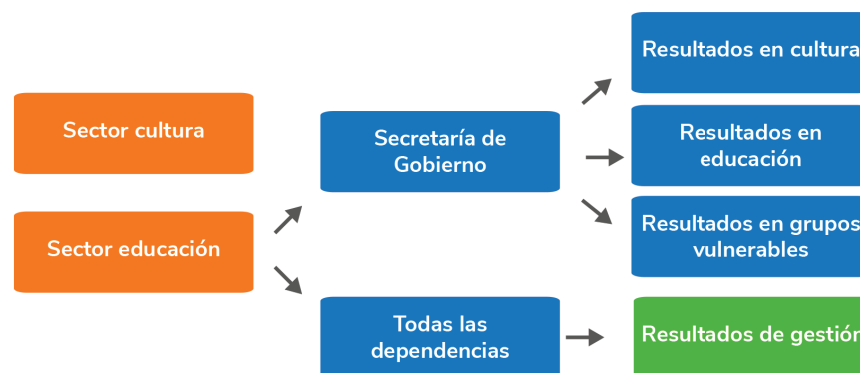 Sector cultura
Sector educación
Secretaría de
Gobierno
Todas las
dependencias
Resultados en cultura
Resultados en
educación
Resultados en grupos
vulnerables
Resultados de gestión